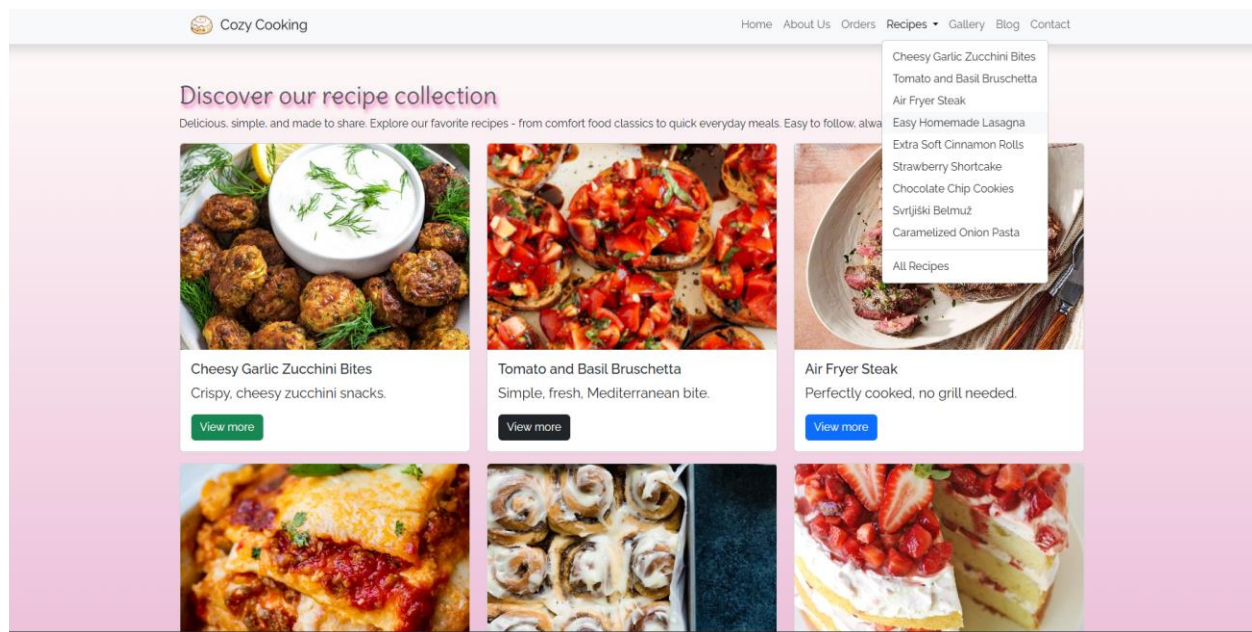 Cozy Cooking
Home About Us Orders Recipes Gallery Blog Contact
Cheesy Garlic Zucchini Bites
Tomato and Basil Bruschetta
Air Fryer Steak
Easy Homemade Lasagna
Extra Soft Cinnamon Rolls
Strawberry Shortcake
Chocolate Chip Cookies
Svrljiški Belmuž
Caramelized Onion Pasta
All Recipes
Discover our recipe collection
Delicious, simple, and made to share. Explore our favorite recipes - from comfort food classics to quick everyday meals. Easy to follow,
Cheesy Garlic Zucchini Bites
Crispy, cheesy zucchini snacks.
View more
Tomato and Basil Bruschetta
Simple, fresh, Mediterranean bite.
View more
Air Fryer Steak
Perfectly cooked, no grill needed.
View more